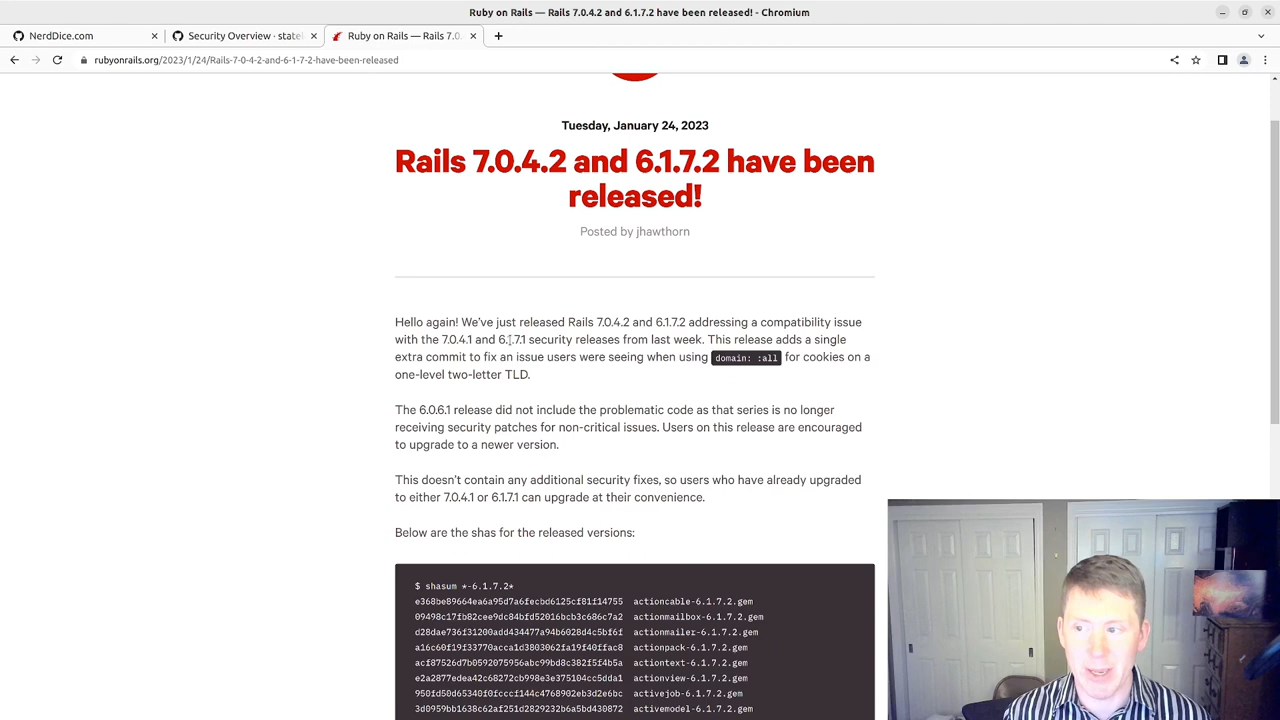 Ruby on Rails — Rails 7.0.4.2 and 6.1.7.2 have been released! - Chromium
NerdDice.com
Security Overview · statel
Ruby on Rails — Rails 7.0.
rubyonrails.org/2023/1/24/Rails-7-0-4-2-and-6-1-7-2-have-been-released
Tuesday, January 24, 2023
Rails 7.0.4.2 and 6.1.7.2 have been
released!
Posted by jhawthorn
Hello again! We've just released Rails 7.0.4.2 and 6.1.7.2 addressing a compatibility issue
with the 7.0.4.1 and 6.1.7.1 security releases from last week. This release adds a single
extra commit to fix an issue users were seeing when using domain: :all for cookies on a
one-level two-letter TLD.
The 6.0.6.1 release did not include the problematic code as that series is no longer
receiving security patches for non-critical issues. Users on this release are encouraged
to upgrade to a newer version.
This doesn't contain any additional security fixes, so users who have already upgraded
to either 7.0.4.1 or 6.1.7.1 can upgrade at their convenience.
Below are the shas for the released versions:
$ shasum *-6.1.7.2*
e368be89664ea6a95d7a6fecbd6125cf81f14755 actioncable-6.1.7.2.gem
09498c17fb82cee9dc84bfd52016bcb3c686c7a2 actionmailbox-6.1.7.2.gem
d28dae736f31200add434477a94b6028d4c5bf6f actionmailer-6.1.7.2.gem
a16c60f19f33770acca1d3803062fa19f40ffac8 actionpack-6.1.7.2.gem
acf87526d7b0592075956abc99bd8c382f5f4b5a actiontext-6.1.7.2.gem
e2a2877edea42c68272cb998e3e375104cc5dda1 actionview-6.1.7.2.gem
950fd50d65340f0fcccf144c4768902eb3d2e6bc activejob-6.1.7.2.gem
3d0959bb1638c62af251d2829232b6a5bd430872 activemodel-6.1.7.2.gem